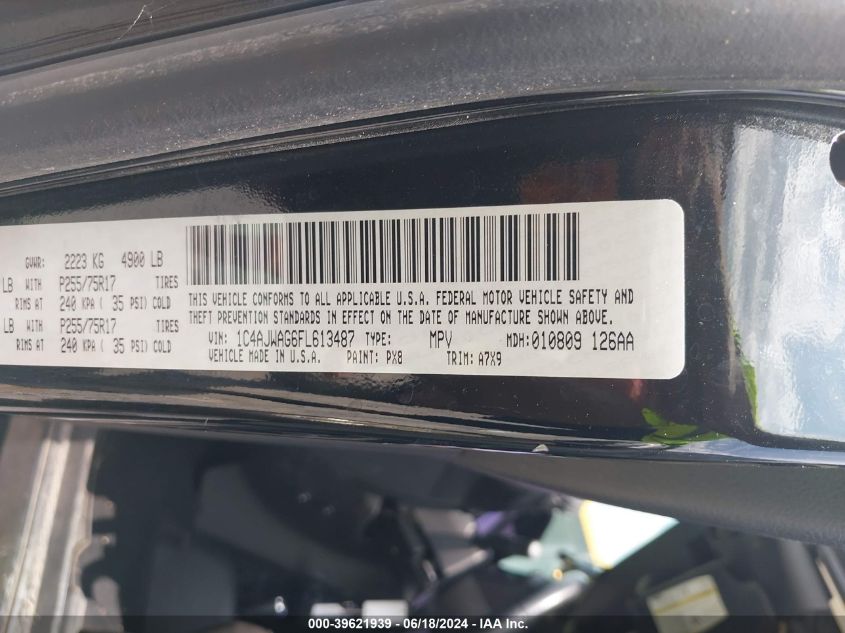 GVWR: 2223 KG 4900 LB
LB WITH P255/75R17 TIRES
RIMS AT 240 KPA ( 35 PSI) COLD
LB WITH P255/75R17 TIRES
RIMS AT 240 KPA ( 35 PSI) COLD
THIS VEHICLE CONFORMS TO ALL APPLICABLE U.S.A. FEDERAL MOTOR VEHICLE SAFETY AND
THEFT PREVENTION STANDARDS IN EFFECT ON THE DATE OF MANUFACTURE SHOWN ABOVE.
VIN: 1C4AJWAG6FL613487 TYPE: MPV MDH: 010809 126AA
VEHICLE MADE IN U.S.A. PAINT: PX8 TRIM: A7X9
000-39621939 - 06/18/2024 - IAA Inc.